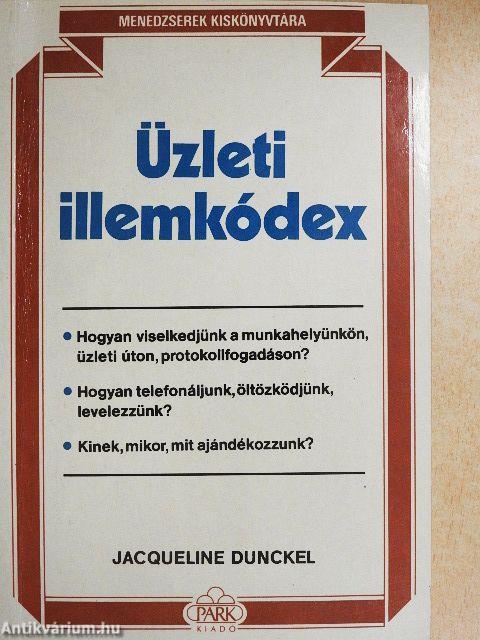 MENEDZSEREK KISKÖNYVTÁRA
Üzleti
illemkódex
• Hogyan viselkedjünk a munkahelyünkön,
üzleti úton, protokollfogadáson?
• Hogyan telefonáljunk, öltözködjünk,
levelezzünk?
• Kinek, mikor, mit ajándékozzunk?
JACQUELINE DUNCKEL
PARK
KIADÓ
Antikvárium.hu